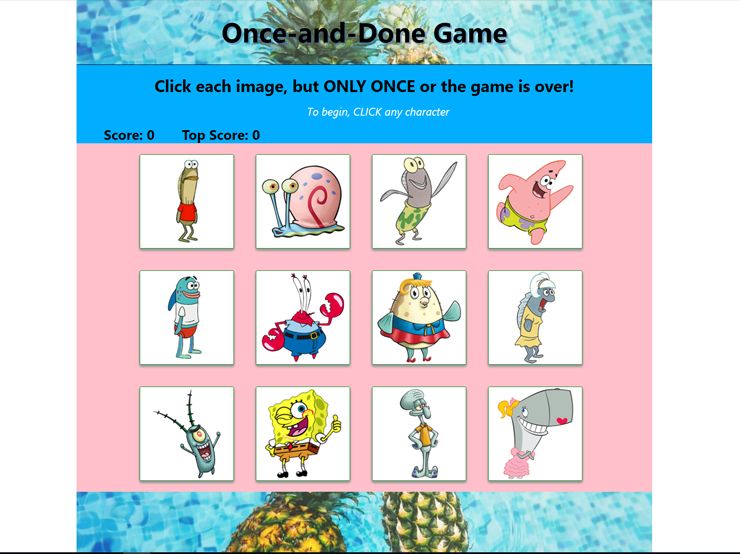 Once-and-Done Game
Click each image, but ONLY ONCE or the game is over!
To begin, CLICK any character
Score: 0 Top Score: 0